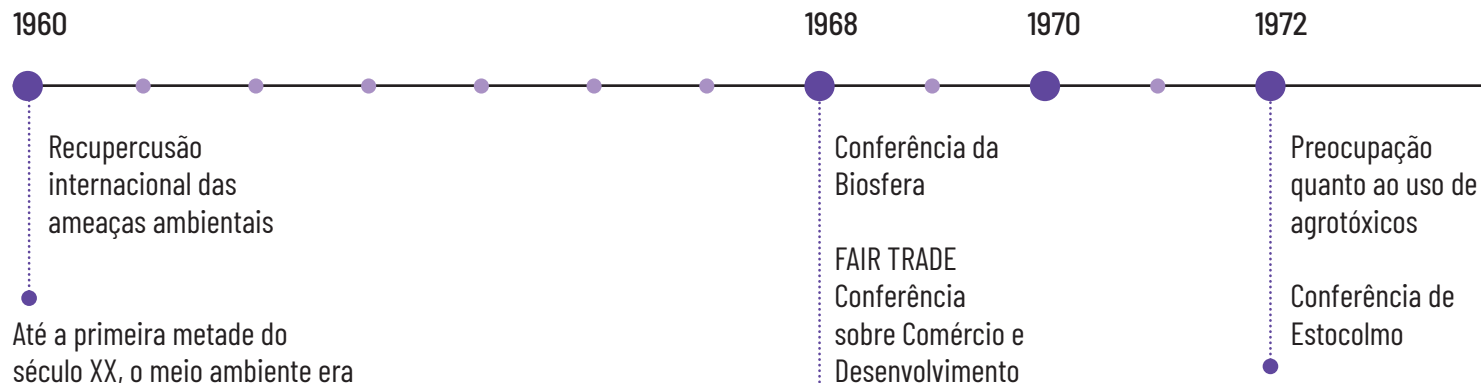 1960
1968
1970
1972
Recupercusão
internacional das
ameaças ambientais
Até a primeira metade do
século XX, o meio ambiente era
Conferência da
Biosfera
FAIR TRADE
Conferência
sobre Comércio e
Desenvolvimento
Preocupação
quanto ao uso de
agrotóxicos
Conferência de
Estocolmo